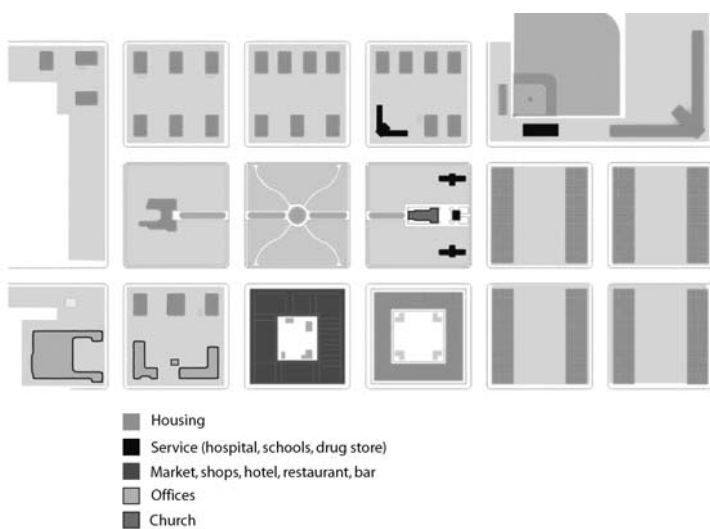 Housing
Service (hospital, schools, drug store)
Market, shops, hotel, restaurant, bar
Offices
Church